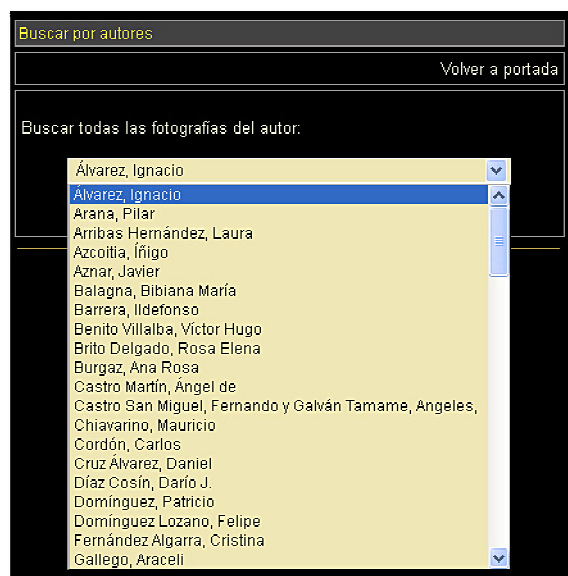 Buscar por autores
Volver a portada
Buscar todas las fotografías del autor:
Álvarez, Ignacio
Álvarez, Ignacio
Arana, Pilar
Arribas Hernández, Laura
Azcoitia, Íñigo
Aznar, Javier
Balagna, Bibiana María
Barrera, Ildefonso
Benito Villalba, Víctor Hugo
Brito Delgado, Rosa Elena
Burgaz, Ana Rosa
Castro Martín, Ángel de
Castro San Miguel, Fernando y Galván Tamame, Angeles,
Chiavarino, Mauricio
Cordón, Carlos
Cruz Álvarez, Daniel
Díaz Cosín, Darío J.
Domínguez, Patricio
Domínguez Lozano, Felipe
Fernández Algarra, Cristina
Gallego, Araceli